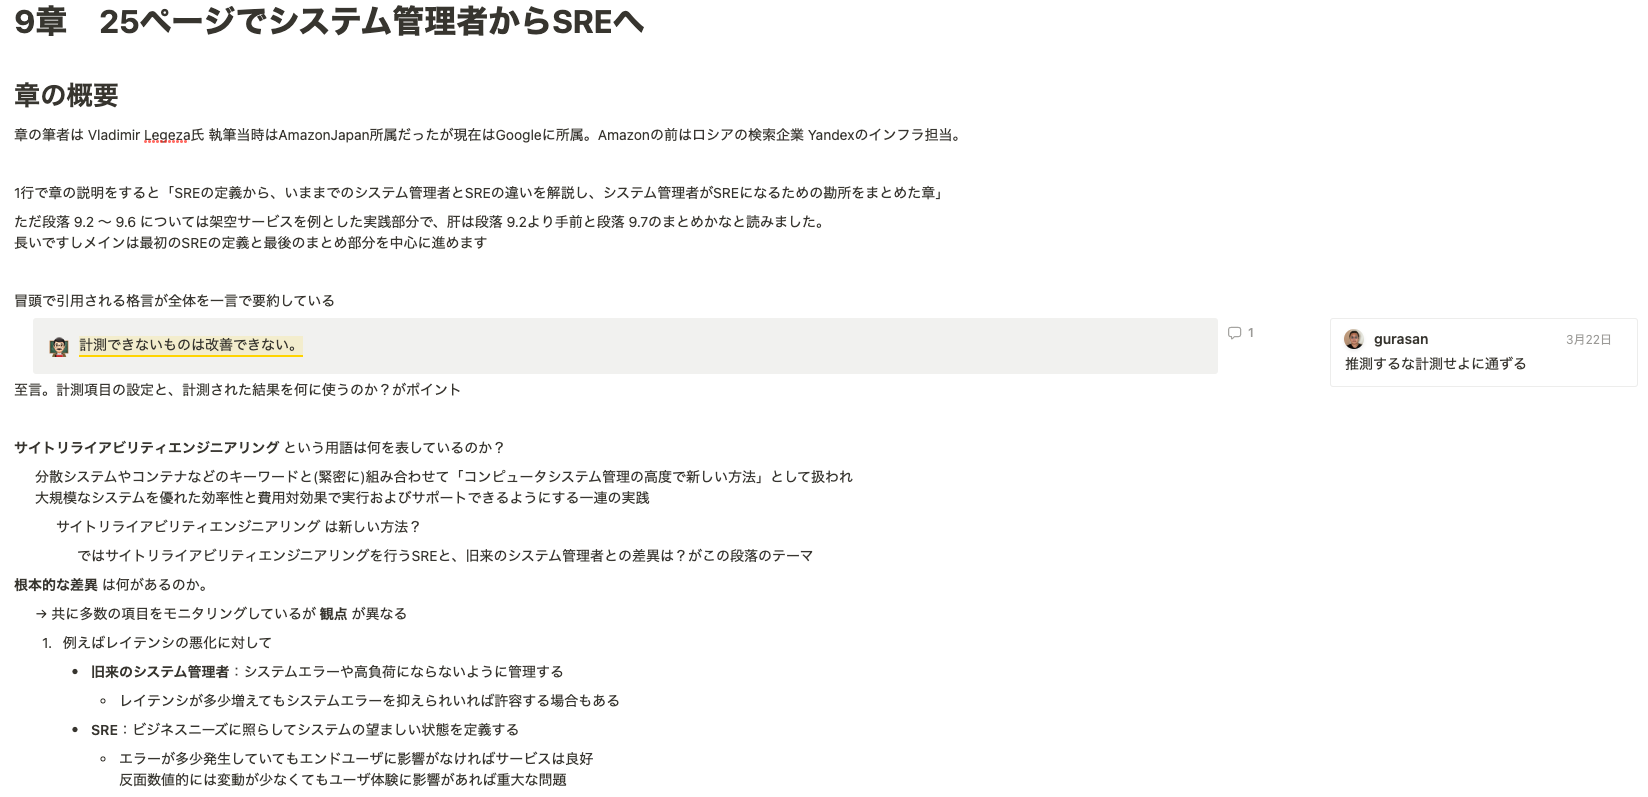 9章　25ページでシステム管理者からSREへ
章の概要
章の筆者は Vladimir Legeza氏 執筆当時はAmazonJapan所属だったが現在はGoogleに所属。Amazonの前はロシアの検索企業 Yandexのインフラ担当。
1行で章の説明をすると「SREの定義から、いままでのシステム管理者とSREの違いを解説し、システム管理者がSREになるための勘所をまとめた章」
ただ段落 9.2 〜 9.6 については架空サービスを例とした実践部分で、肝は段落 9.2より手前と段落 9.7のまとめかなと読みました。
長いですしメインは最初のSREの定義と最後のまとめ部分を中心に進めます
冒頭で引用される格言が全体を一言で要約している
計測できないものは改善できない。
1
gurasan
3月22日
推測するな計測せよに通ずる
至言。計測項目の設定と、計測された結果を何に使うのか？がポイント
サイトリライアビリティエンジニアリング という用語は何を表しているのか？
分散システムやコンテナなどのキーワードと(緊密に)組み合わせて「コンピュータシステム管理の高度で新しい方法」として扱われ
大規模なシステムを優れた効率性と費用対効果で実行およびサポートできるようにする一連の実践
サイトリライアビリティエンジニアリング は新しい方法？
ではサイトリライアビリティエンジニアリングを行うSREと、旧来のシステム管理者との差異は？がこの段落のテーマ
根本的な差異 は何があるのか。
→ 共に多数の項目をモニタリングしているが 観点 が異なる
1. 例えばレイテンシの悪化に対して
• 旧来のシステム管理者：システムエラーや高負荷にならないように管理する
◦ レイテンシが多少増えてもシステムエラーを抑えられいれば許容する場合もある
• SRE：ビジネスニーズに照らしてシステムの望ましい状態を定義する
◦ エラーが多少発生していてもエンドユーザに影響がなければサービスは良好
反面数値的には変動が少なくてもユーザ体験に影響があれば重大な問題